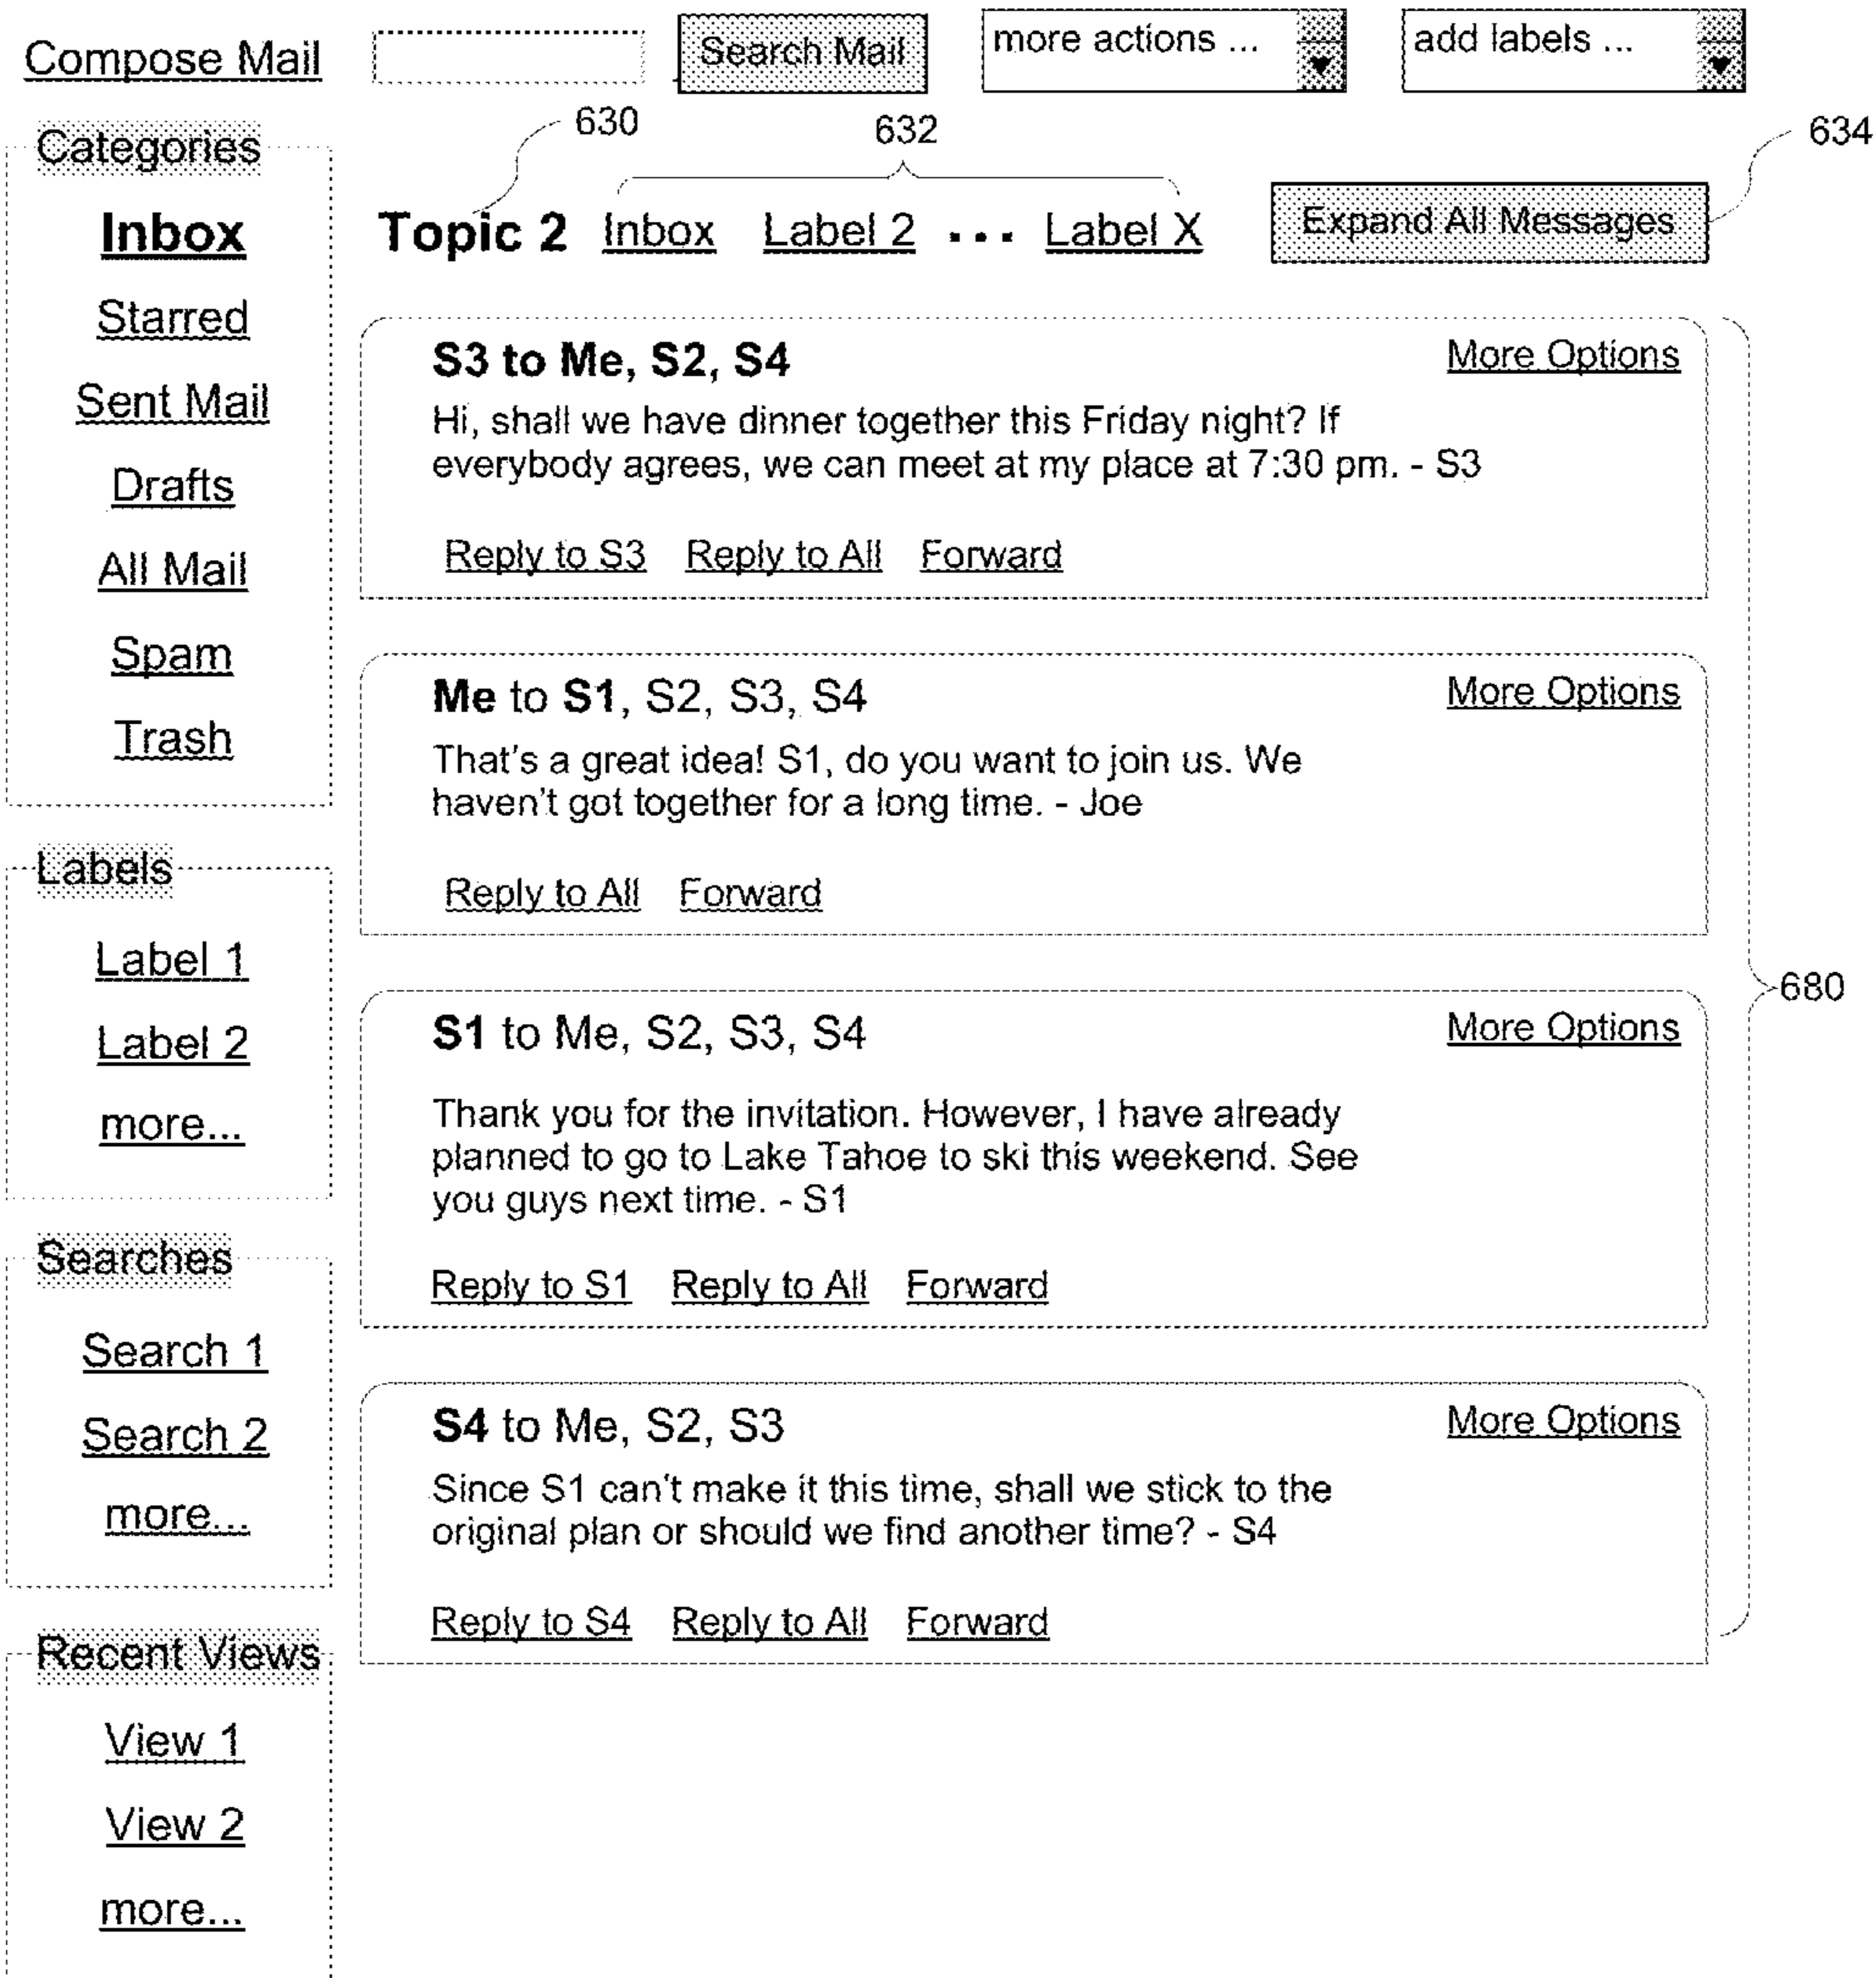 Compose Mail
Search Mail
more actions ...
add labels ...
630
632
634
Categories
Inbox
Starred
Sent Mail
Drafts
All Mail
Spam
Trash
Labels
Label 1
Label 2
more...
Searches
Search 1
Search 2
more...
Recent Views
View 1
View 2
more...
Topic 2 Inbox Label 2 ... Label X
Expand All Messages
S3 to Me, S2, S4
More Options
Hi, shall we have dinner together this Friday night? If
everybody agrees, we can meet at my place at 7:30 pm. - S3
Reply to S3 Reply to All Forward
Me to S1, S2, S3, S4
More Options
That's a great idea! S1, do you want to join us. We
haven't got together for a long time. - Joe
Reply to All Forward
680
S1 to Me, S2, S3, S4
More Options
Thank you for the invitation. However, I have already
planned to go to Lake Tahoe to ski this weekend. See
you guys next time. - S1
Reply to S1 Reply to All Forward
S4 to Me, S2, S3
More Options
Since S1 can't make it this time, shall we stick to the
original plan or should we find another time? - S4
Reply to S4 Reply to All Forward